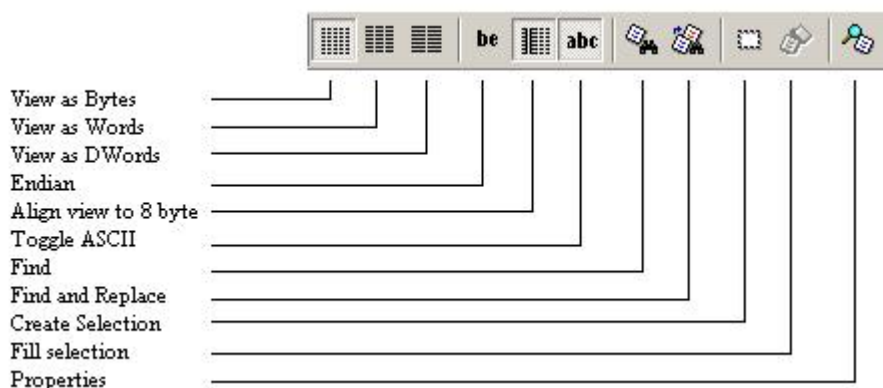 be abc
View as Bytes
View as Words
View as DWords
Endian
Align view to 8 byte
Toggle ASCII
Find
Find and Replace
Create Selection
Fill selection
Properties